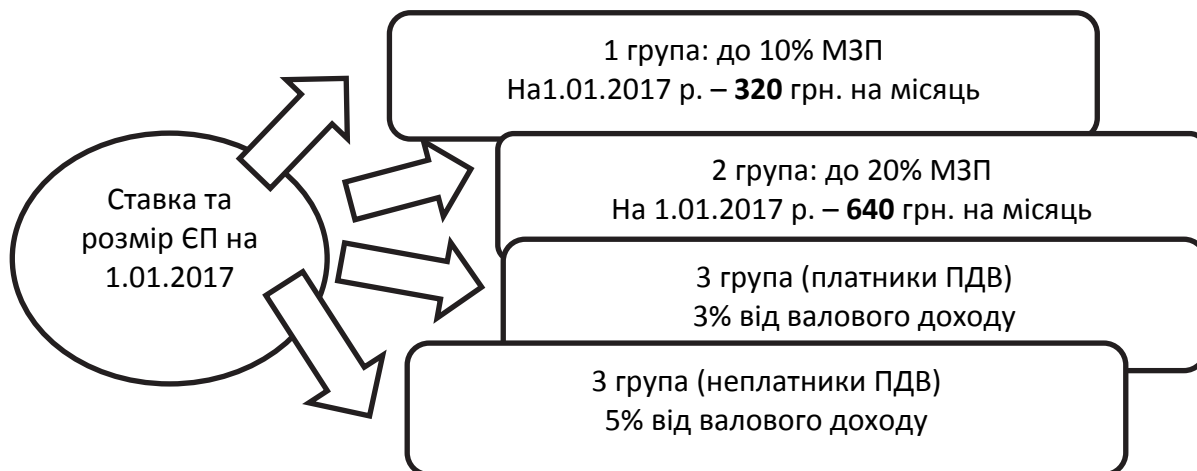 1 група: до 10% МЗП
На1.01.2017 р. – 320 грн. на місяць
2 група: до 20% МЗП
На 1.01.2017 р. – 640 грн. на місяць
Ставка та
розмір ЄП на
1.01.2017
3 група (платники ПДВ)
3% від валового доходу
3 група (неплатники ПДВ)
5% від валового доходу